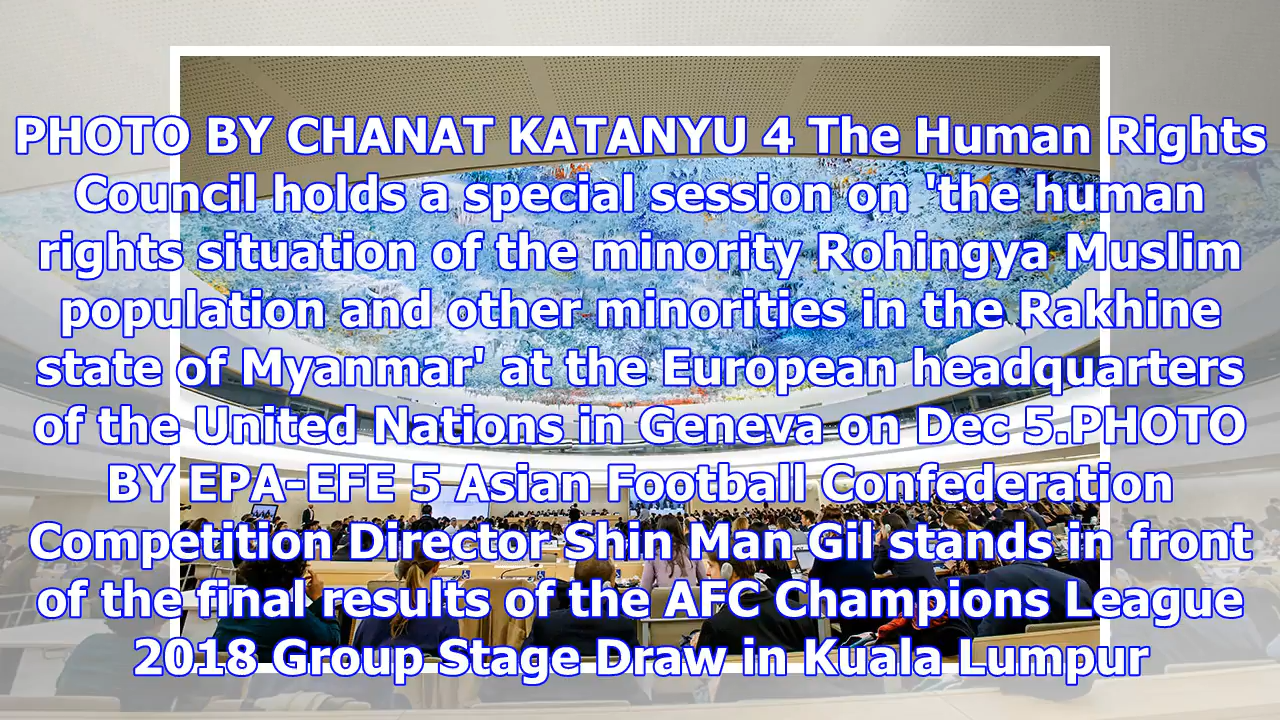 PHOTO BY CHANAT KATANYU 4 The Human Rights
Council holds a special session on 'the human
rights situation of the minority Rohingya Muslim
population and other minorities in the Rakhine
state of Myanmar' at the European headquarters
of the United Nations in Geneva on Dec 5.PHOTO
BY EPA-EFE 5 Asian Football Confederation
Competition Director Shin Man Gil stands in front
of the final results of the AFC Champions League
2018 Group Stage Draw in Kuala Lumpur